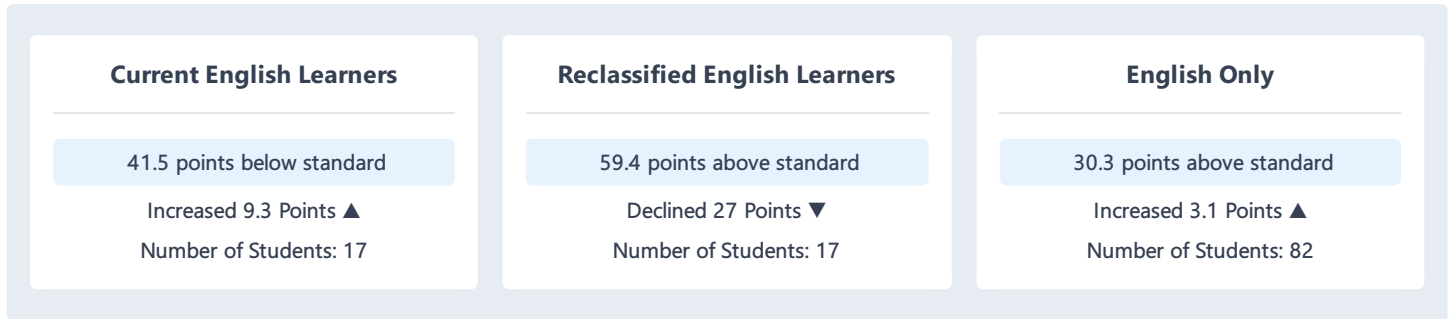 Current English Learners
41.5 points below standard
Increased 9.3 Points ▲
Number of Students: 17
Reclassified English Learners
59.4 points above standard
Declined 27 Points ▼
Number of Students: 17
English Only
30.3 points above standard
Increased 3.1 Points ▲
Number of Students: 82